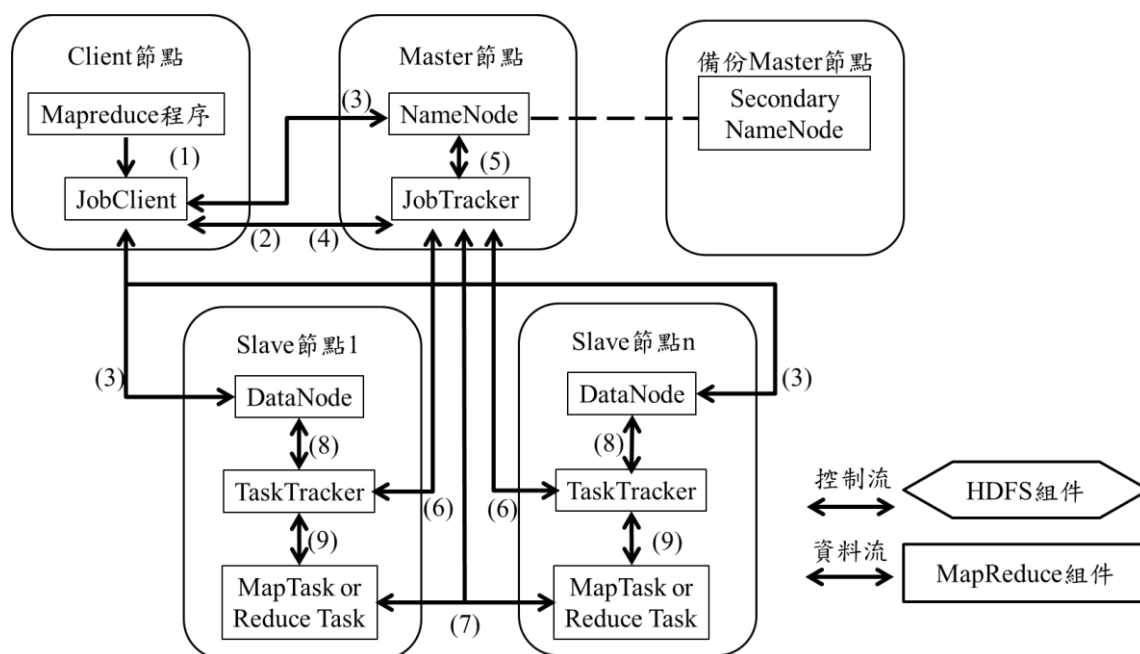 Client節點
Mapreduce程序
(1)
JobClient
(2)
(4)
(3)
Master節點
NameNode
(5)
JobTracker
備份Master節點
Secondary
NameNode
Slave節點1
(3)
DataNode
(8)
TaskTracker
(6)
(9)
MapTask or
Reduce Task
(7)
Slave節點n
(3)
DataNode
(8)
TaskTracker
(6)
(9)
MapTask or
Reduce Task
控制流
HDFS組件
資料流
MapReduce組件